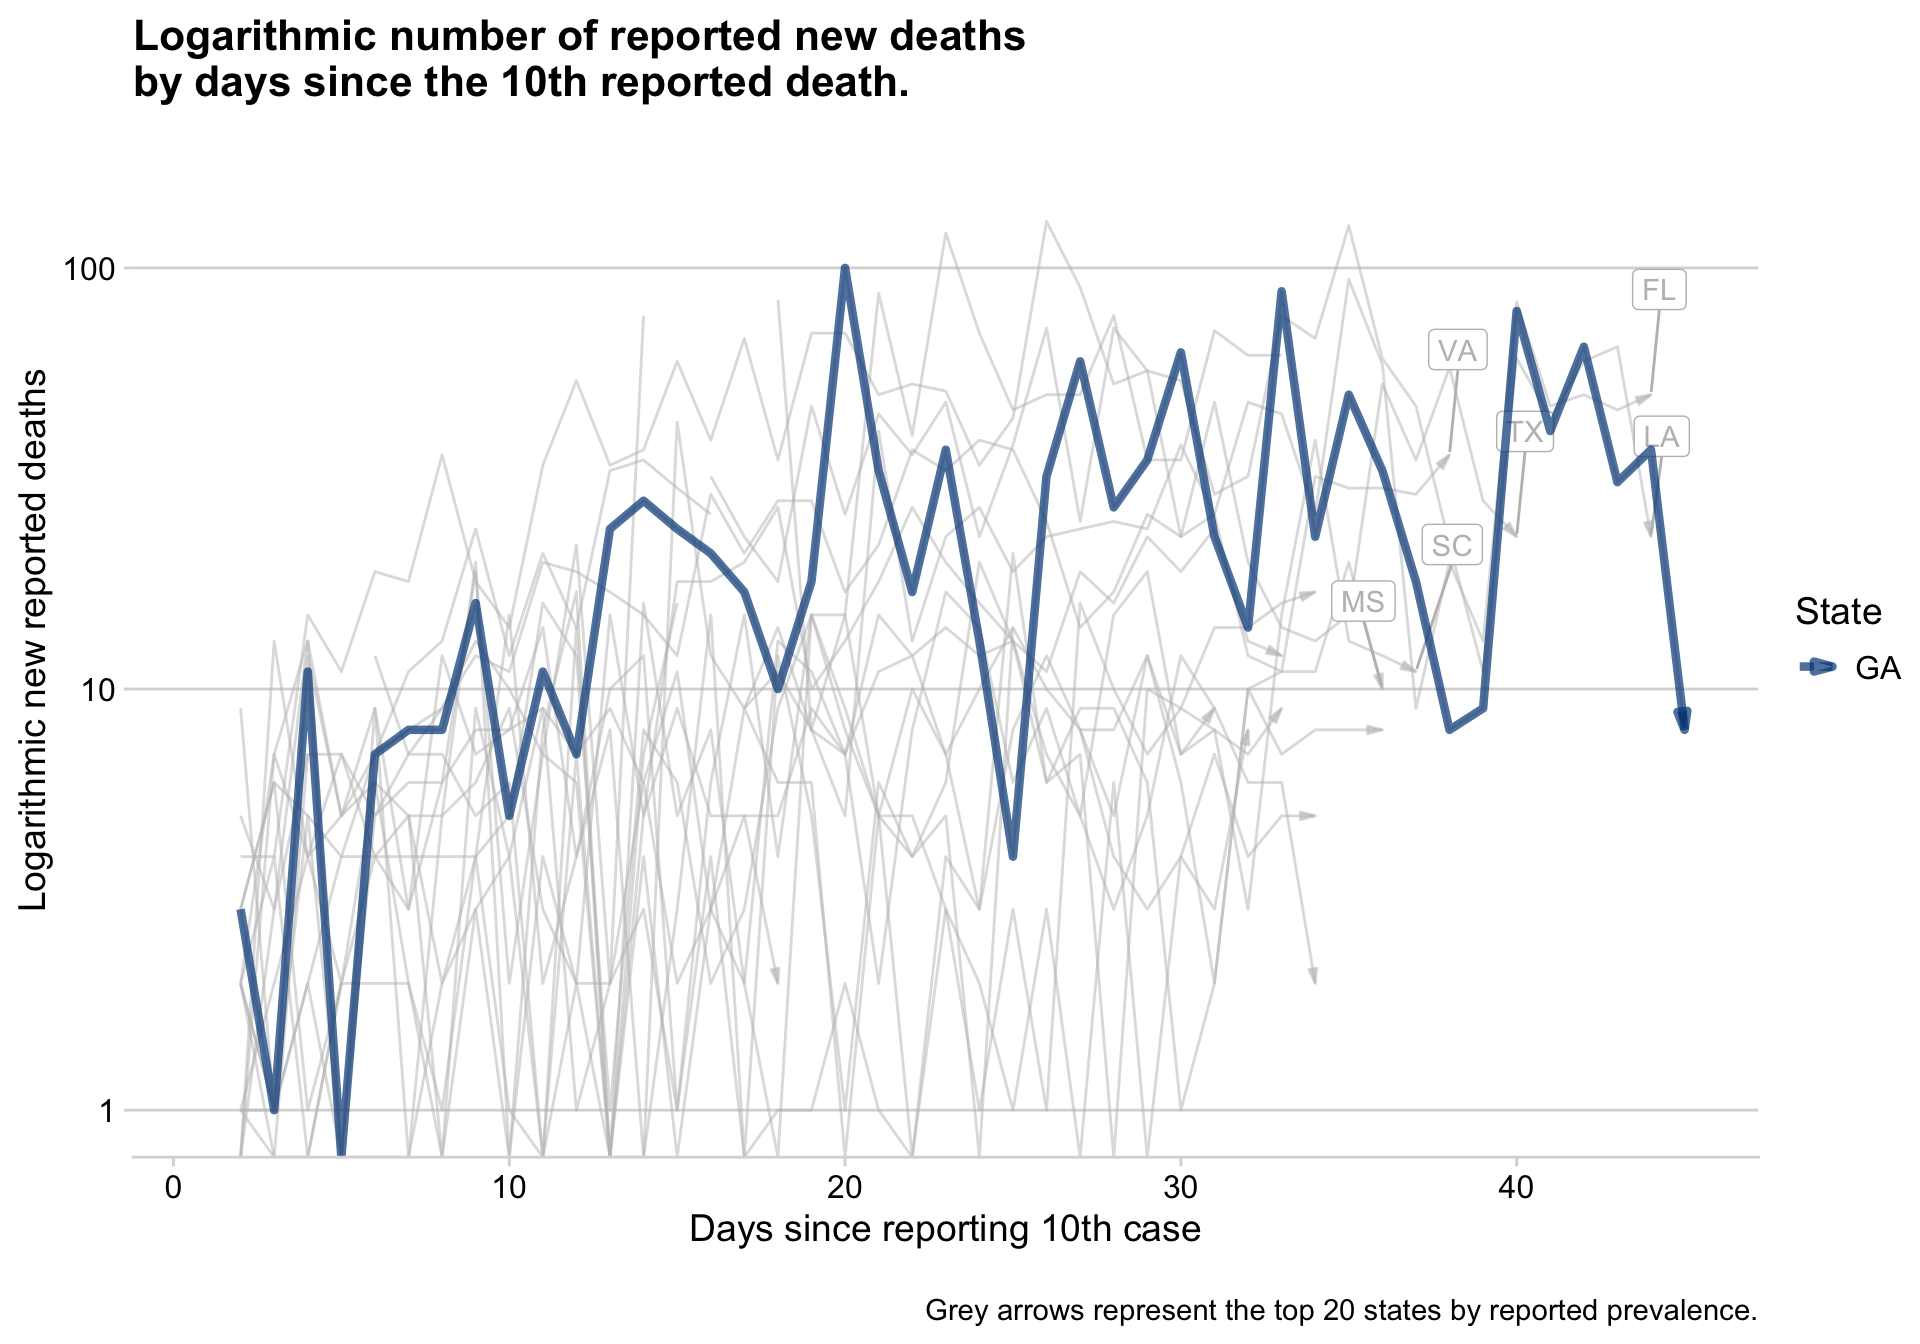 Logarithmic number of reported new deaths
by days since the 10th reported death.
Logarithmic new reported deaths
100
10
1
FL
VA
TX
LA
SC
MS
State
GA
0
10
20
30
40
Days since reporting 10th case
Grey arrows represent the top 20 states by reported prevalence.